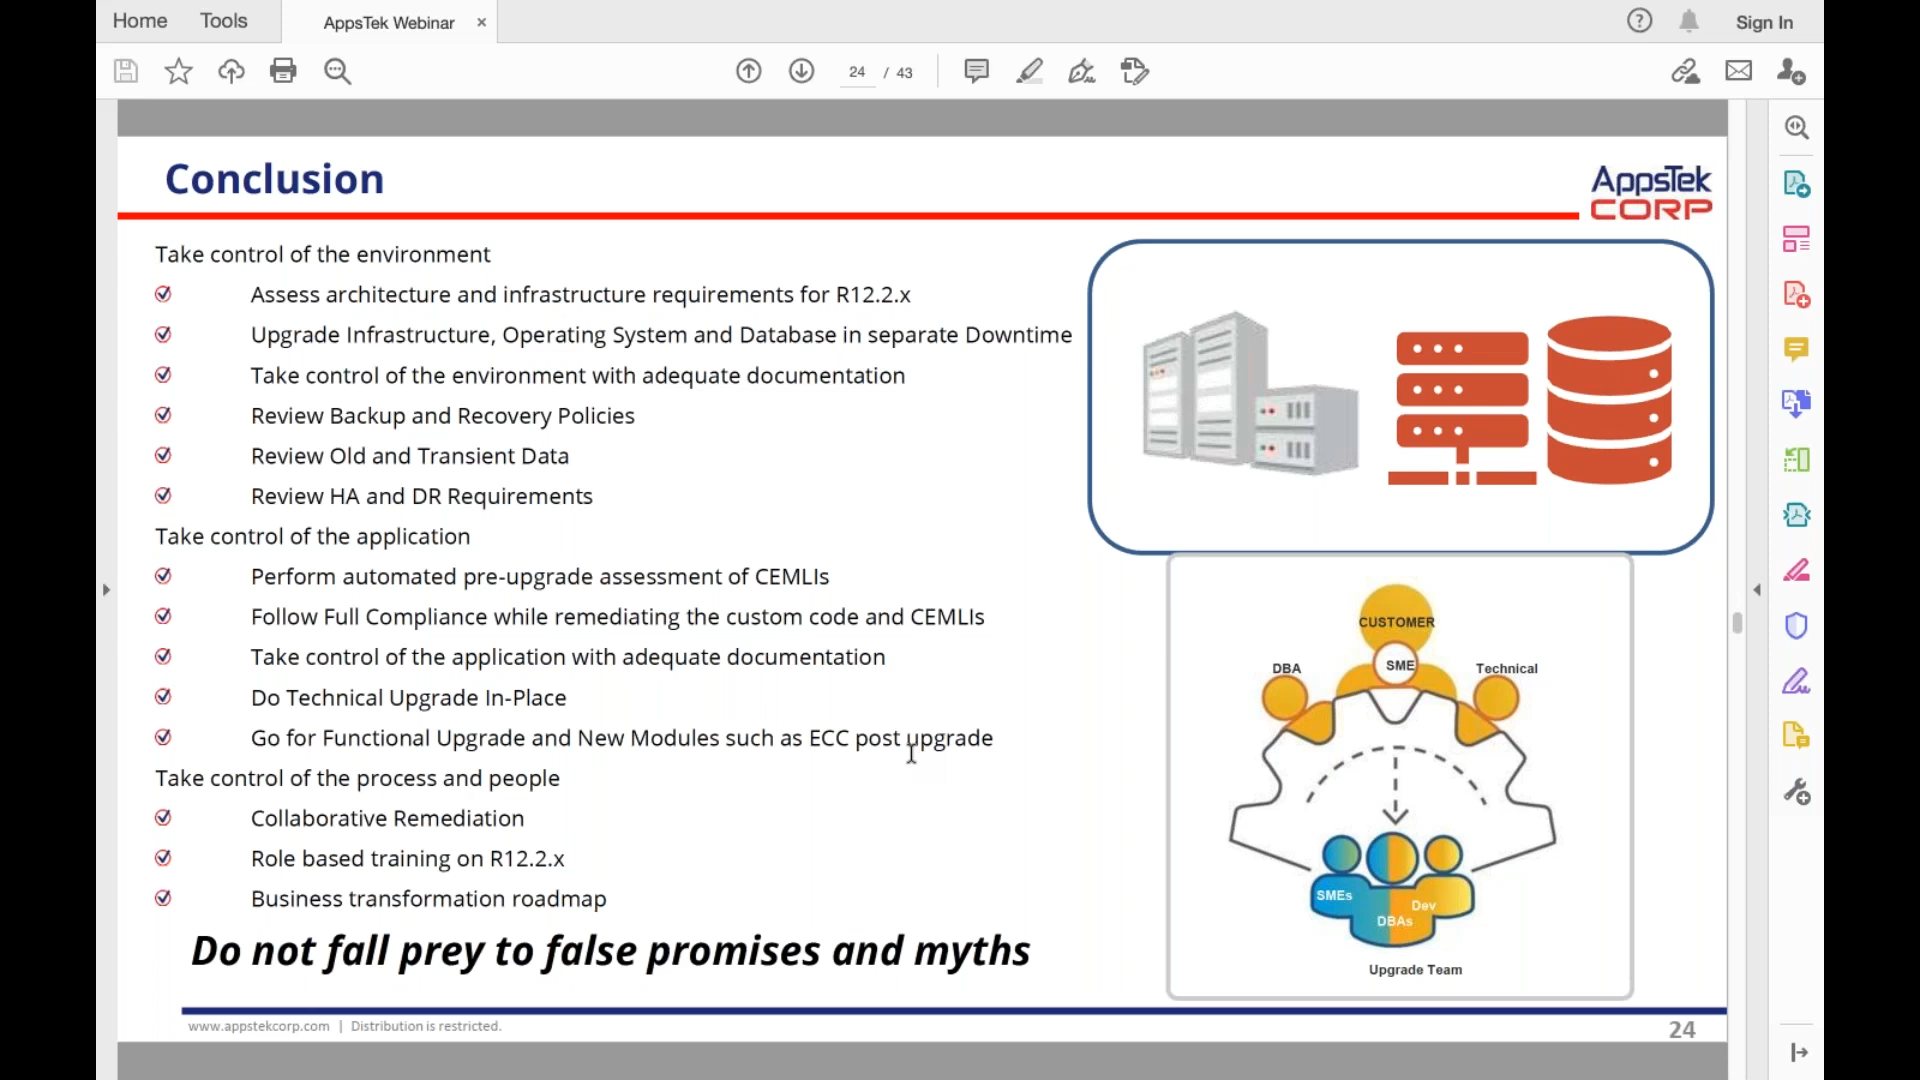 Home Tools AppsTek Webinar × ? Sign In
24 / 43
Conclusion
AppsTek
CORP
Take control of the environment
Assess architecture and infrastructure requirements for R12.2.x
Upgrade Infrastructure, Operating System and Database in separate Downtime
Take control of the environment with adequate documentation
Review Backup and Recovery Policies
Review Old and Transient Data
Review HA and DR Requirements
Take control of the application
Perform automated pre-upgrade assessment of CEMLIs
Follow Full Compliance while remediating the custom code and CEMLIs
Take control of the application with adequate documentation
Do Technical Upgrade In-Place
Go for Functional Upgrade and New Modules such as ECC post upgrade
Take control of the process and people
Collaborative Remediation
Role based training on R12.2.x
Business transformation roadmap
Do not fall prey to false promises and myths
CUSTOMER
DBA SME Technical
SMEs
Dev
DBAs
Upgrade Team
www.appstekcorp.com | Distribution is restricted.
24